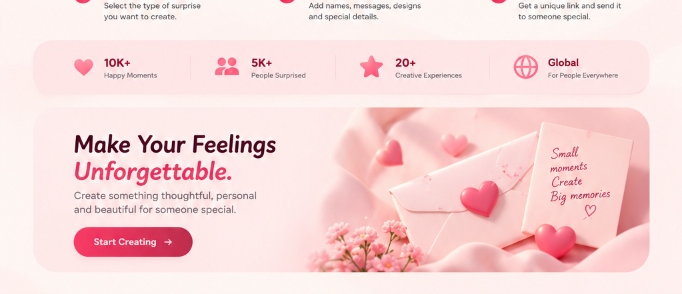 Select the type of surprise
you want to create.
Add names, messages, designs
and special details.
Get a unique link and send it
to someone special.
10K+
Happy Moments
5K+
People Surprised
20+
Creative Experiences
Global
For People Everywhere
Make Your Feelings
Unforgettable.
Create something thoughtful, personal
and beautiful for someone special.
Start Creating →
Small
moments
Create
Big memories